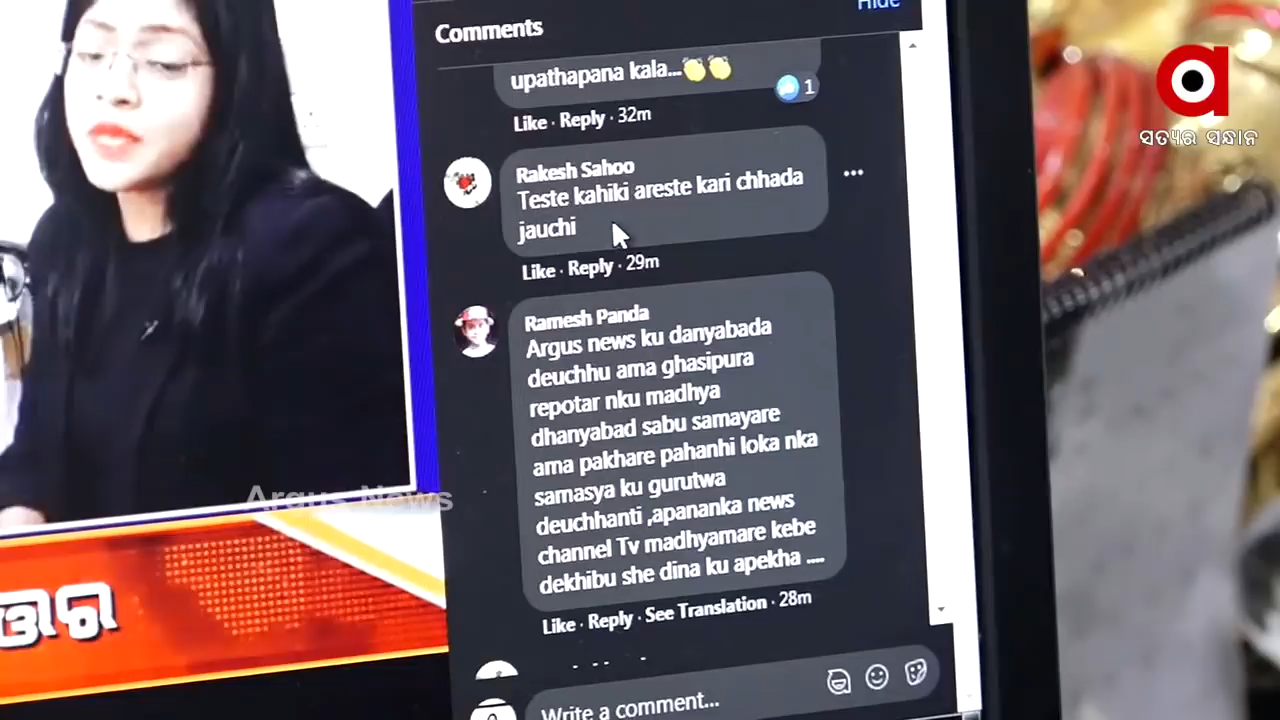 Comments
Hide
upathapana kala...👏👏
1
Like · Reply · 32m
Rakesh Sahoo
Teste kahiki areste kari chhada
jauchi
Like · Reply · 29m
Ramesh Panda
Argus news ku danyabada
deuchhu ama ghasipura
repotar nku madhya
dhanyabad sabu samayare
ama pakhare pahanhi loka nka
samasya ku gurutwa
deuchhanti ,apananka news
channel Tv madhyamare kebe
dekhibu she dina ku apekha ....
Like · Reply · See Translation · 28m
Write a comment...
Argus News
ସତ୍ୟର ସନ୍ଧାନ